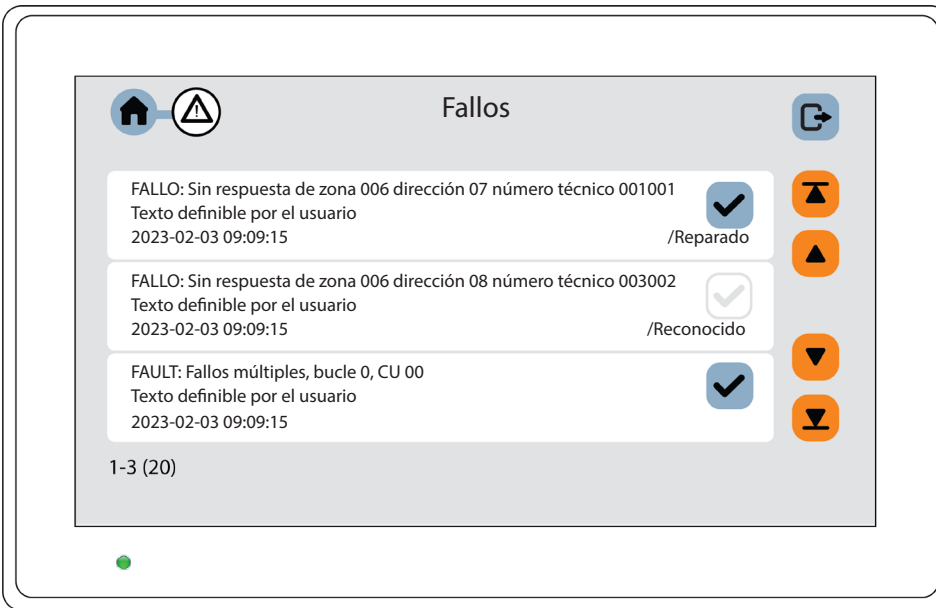 Fallos
FALLO: Sin respuesta de zona 006 dirección 07 número técnico 001001
Texto definible por el usuario
2023-02-03 09:09:15
/Reparado
FALLO: Sin respuesta de zona 006 dirección 08 número técnico 003002
Texto definible por el usuario
2023-02-03 09:09:15
/Reconocido
FAULT: Fallos múltiples, bucle 0, CU 00
Texto definible por el usuario
2023-02-03 09:09:15
1-3 (20)